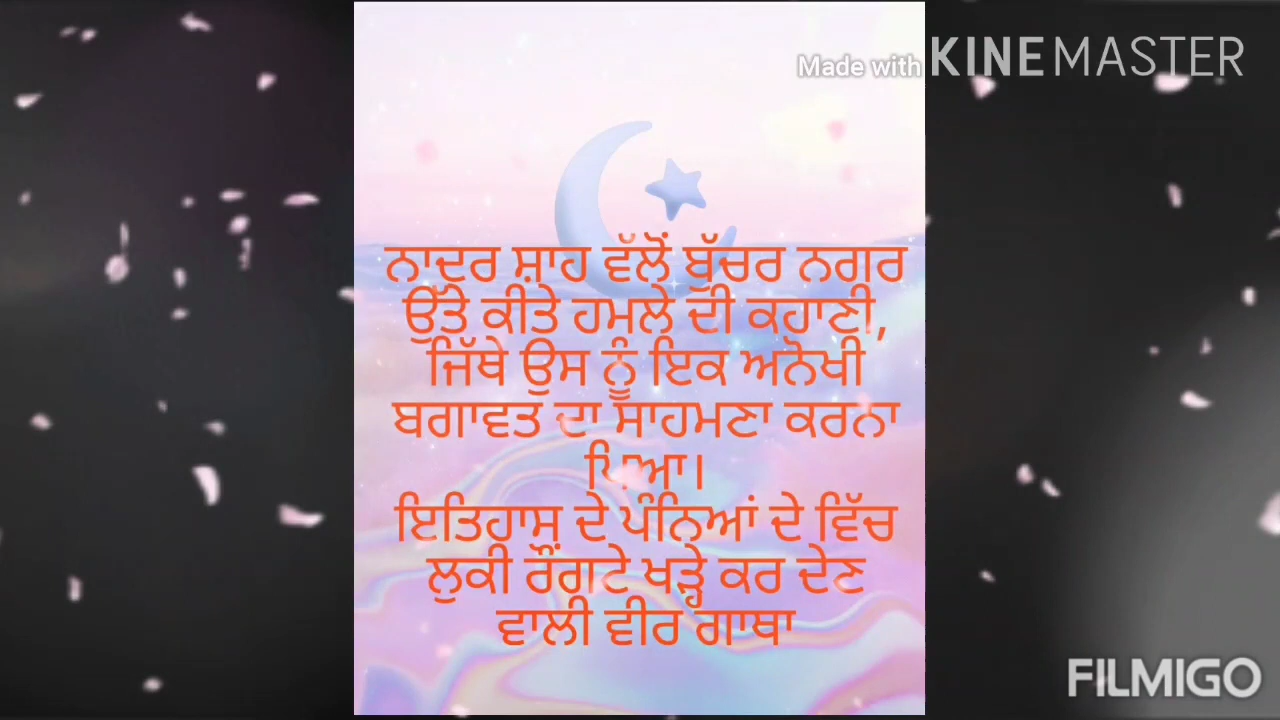 Made with KINEMASTER
ਨਾਦਰ ਸ਼ਾਹ ਵੱਲੋਂ ਬੁੱਚਰ ਨਗਰ
ਉੱਤੇ ਕੀਤੇ ਹਮਲੇ ਦੀ ਕਹਾਣੀ,
ਜਿੱਥੇ ਉਸ ਨੂੰ ਇਕ ਅਨੋਖੀ
ਬਗਾਵਤ ਦਾ ਸਾਹਮਣਾ ਕਰਨਾ
ਪਿਆ।
ਇਤਿਹਾਸ ਦੇ ਪੰਨਿਆਂ ਦੇ ਵਿੱਚ
ਲੁਕੀ ਰੌਂਗਟੇ ਖੜ੍ਹੇ ਕਰ ਦੇਣ
ਵਾਲੀ ਵੀਰ ਗਾਥਾ
FILMIGO